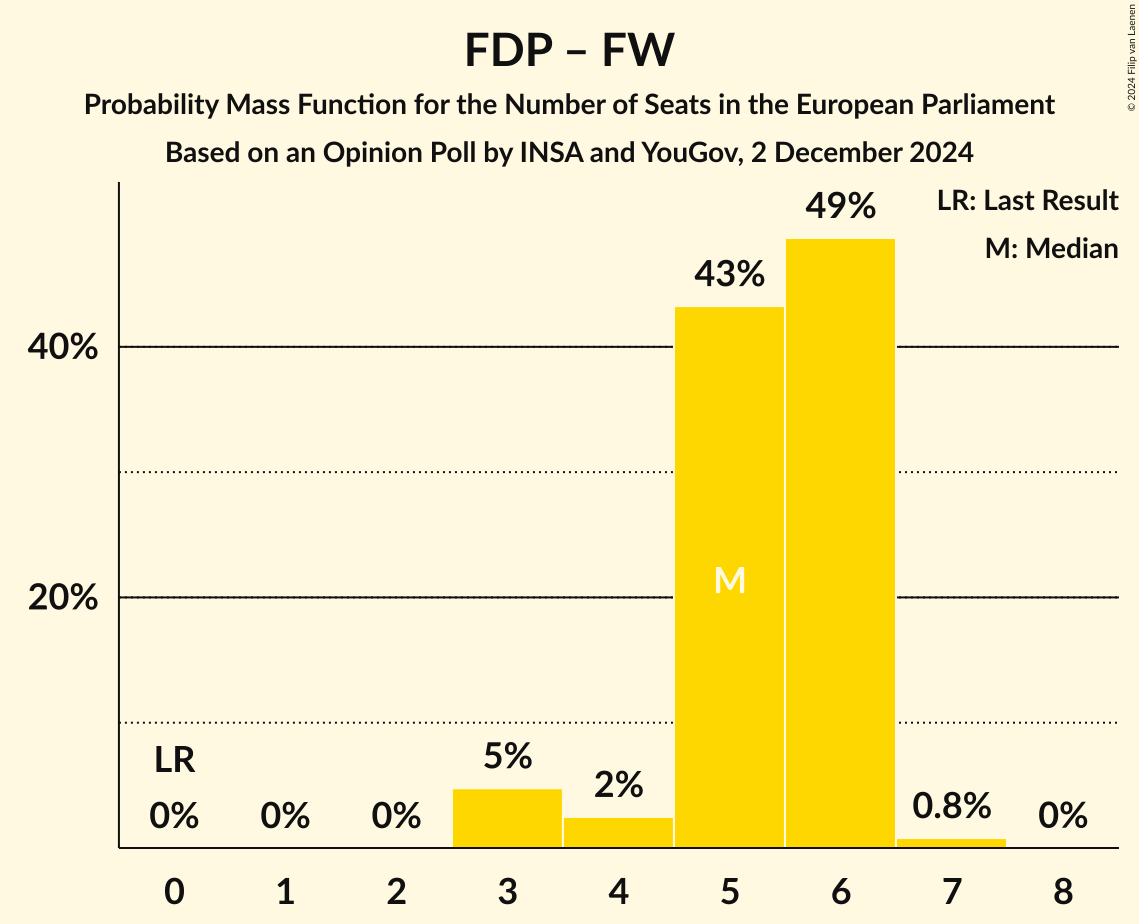 FDP – FW
Probability Mass Function for the Number of Seats in the European Parliament
Based on an Opinion Poll by INSA and YouGov, 2 December 2024
© 2024 Filip van Laenen
LR: Last Result
M: Median
40%
20%
LR
0%
0%
0%
5%
2%
43%
M
49%
0.8%
0%
0 1 2 3 4 5 6 7 8